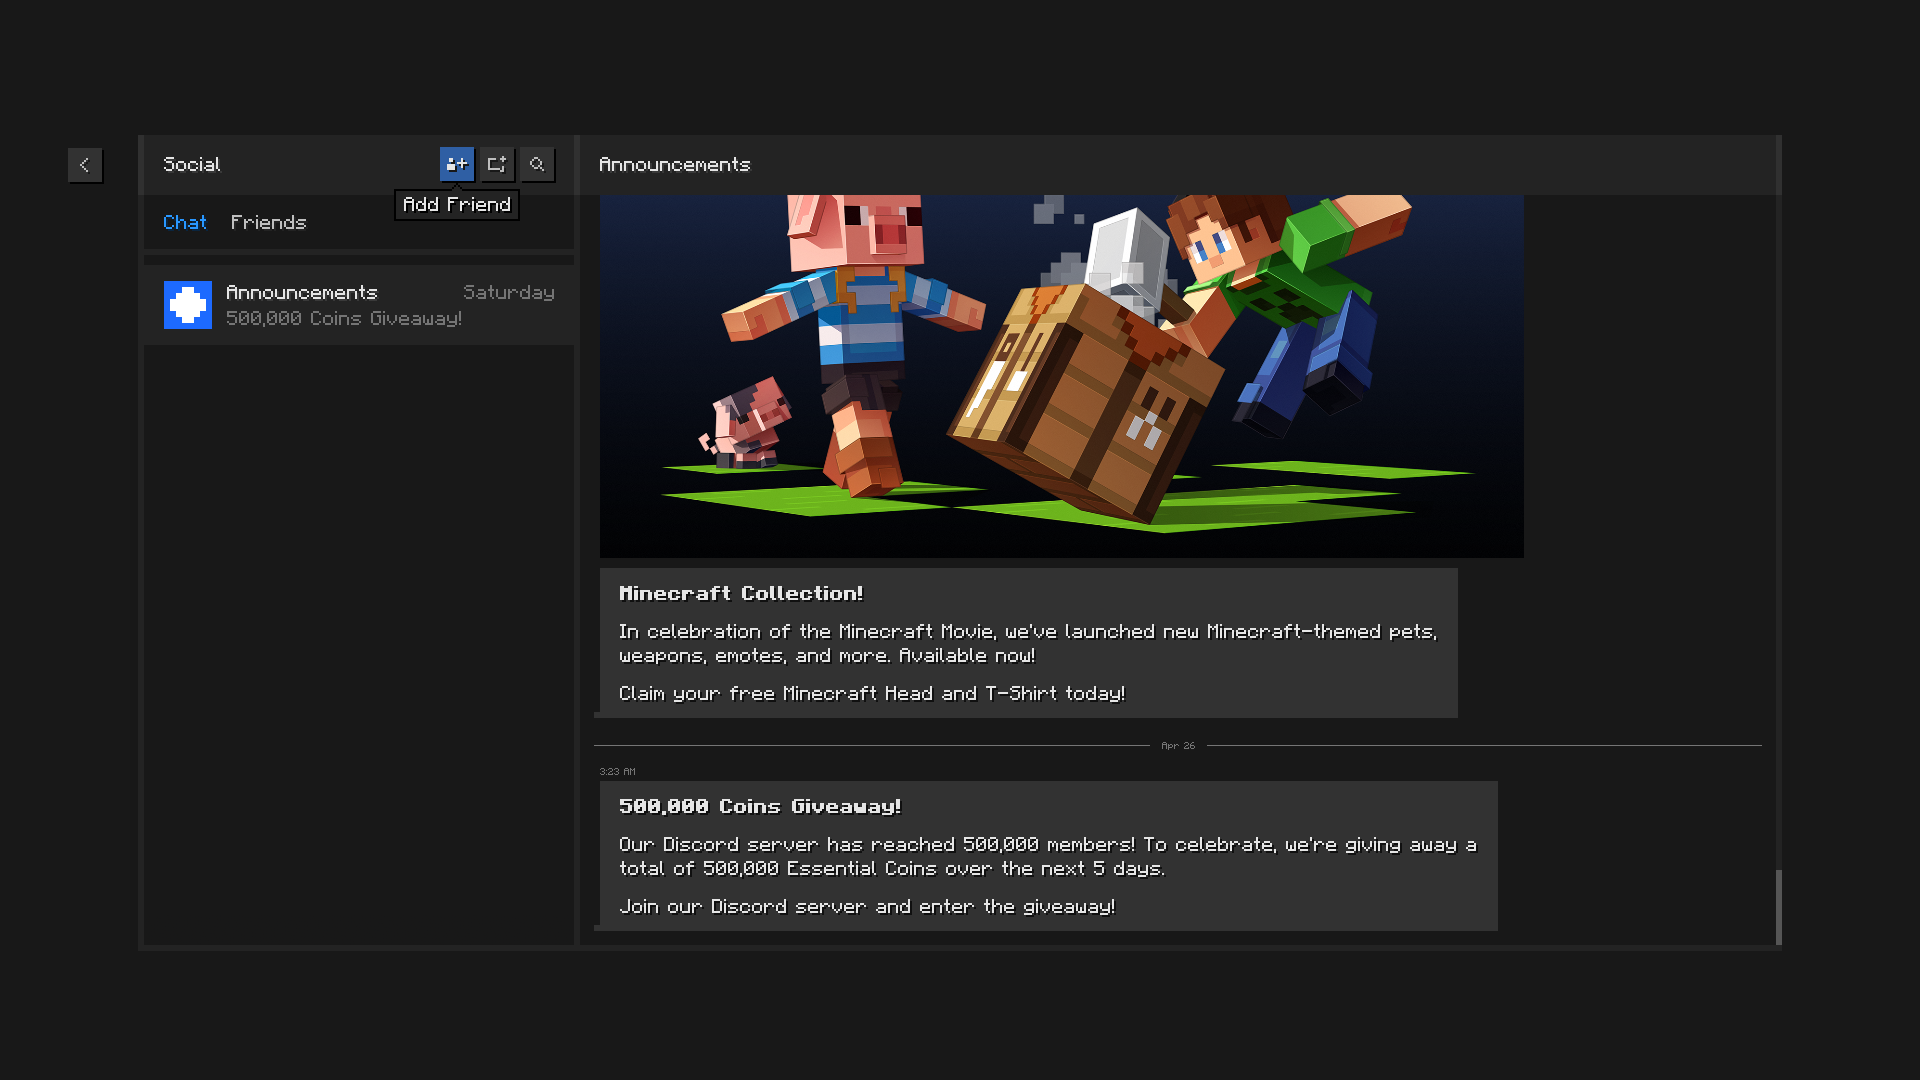 Social
Add Friend
Chat Friends
Announcements Saturday
500,000 Coins Giveaway!
Announcements
Minecraft Collection!
In celebration of the Minecraft Movie, we've launched new Minecraft-themed pets,
weapons, emotes, and more. Available now!
Claim your free Minecraft Head and T-Shirt today!
Apr 26
3:23 AM
500,000 Coins Giveaway!
Our Discord server has reached 500,000 members! To celebrate, we're giving away a
total of 500,000 Essential Coins over the next 5 days.
Join our Discord server and enter the giveaway!